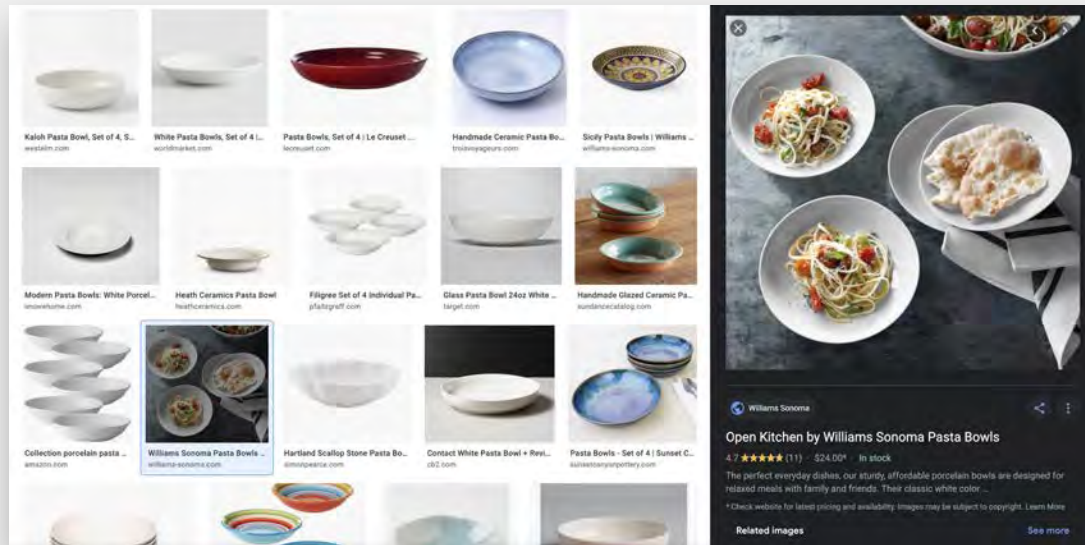 Kaloh Pasta Bowl, Set of 4, S...
westelm.com
White Pasta Bowls, Set of 4 |...
worldmarket.com
Pasta Bowls, Set of 4 | Le Creuset ...
lecreuset.com
Handmade Ceramic Pasta Bo...
troisvoyageurs.com
Sicily Pasta Bowls | Williams ...
williams-sonoma.com
Modern Pasta Bowls: White Porcel...
innovehome.com
Heath Ceramics Pasta Bowl
heathceramics.com
Filigree Set of 4 Individual Pa...
pfaltzgraff.com
Glass Pasta Bowl 24oz White ...
target.com
Handmade Glazed Ceramic Pa...
sundancecatalog.com
Collection porcelain pasta ...
amazon.com
Williams Sonoma Pasta Bowls ...
williams-sonoma.com
Hartland Scallop Stone Pasta Bo...
simonpearce.com
Contact White Pasta Bowl + Revi...
cb2.com
Pasta Bowls - Set of 4 | Sunset C...
sunsetcanyonpottery.com
Williams Sonoma
Open Kitchen by Williams Sonoma Pasta Bowls
4.7 ★★★★★ (11) · $24.00* · In stock
The perfect everyday dishes, our sturdy, affordable porcelain bowls are designed for
relaxed meals with family and friends. Their classic white color ...
* Check website for latest pricing and availability. Images may be subject to copyright. Learn More
Related images
See more